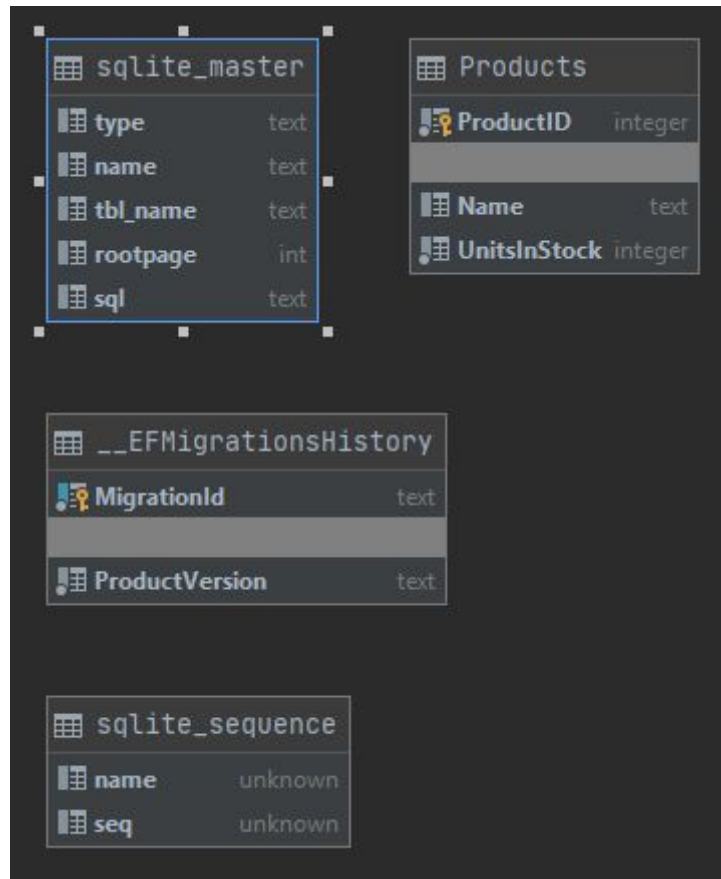 sqlite_master
type text
name text
tbl_name text
rootpage int
sql text
Products
ProductID integer
Name text
UnitsInStock integer
__EFMigrationsHistory
MigrationId text
ProductVersion text
sqlite_sequence
name unknown
seq unknown